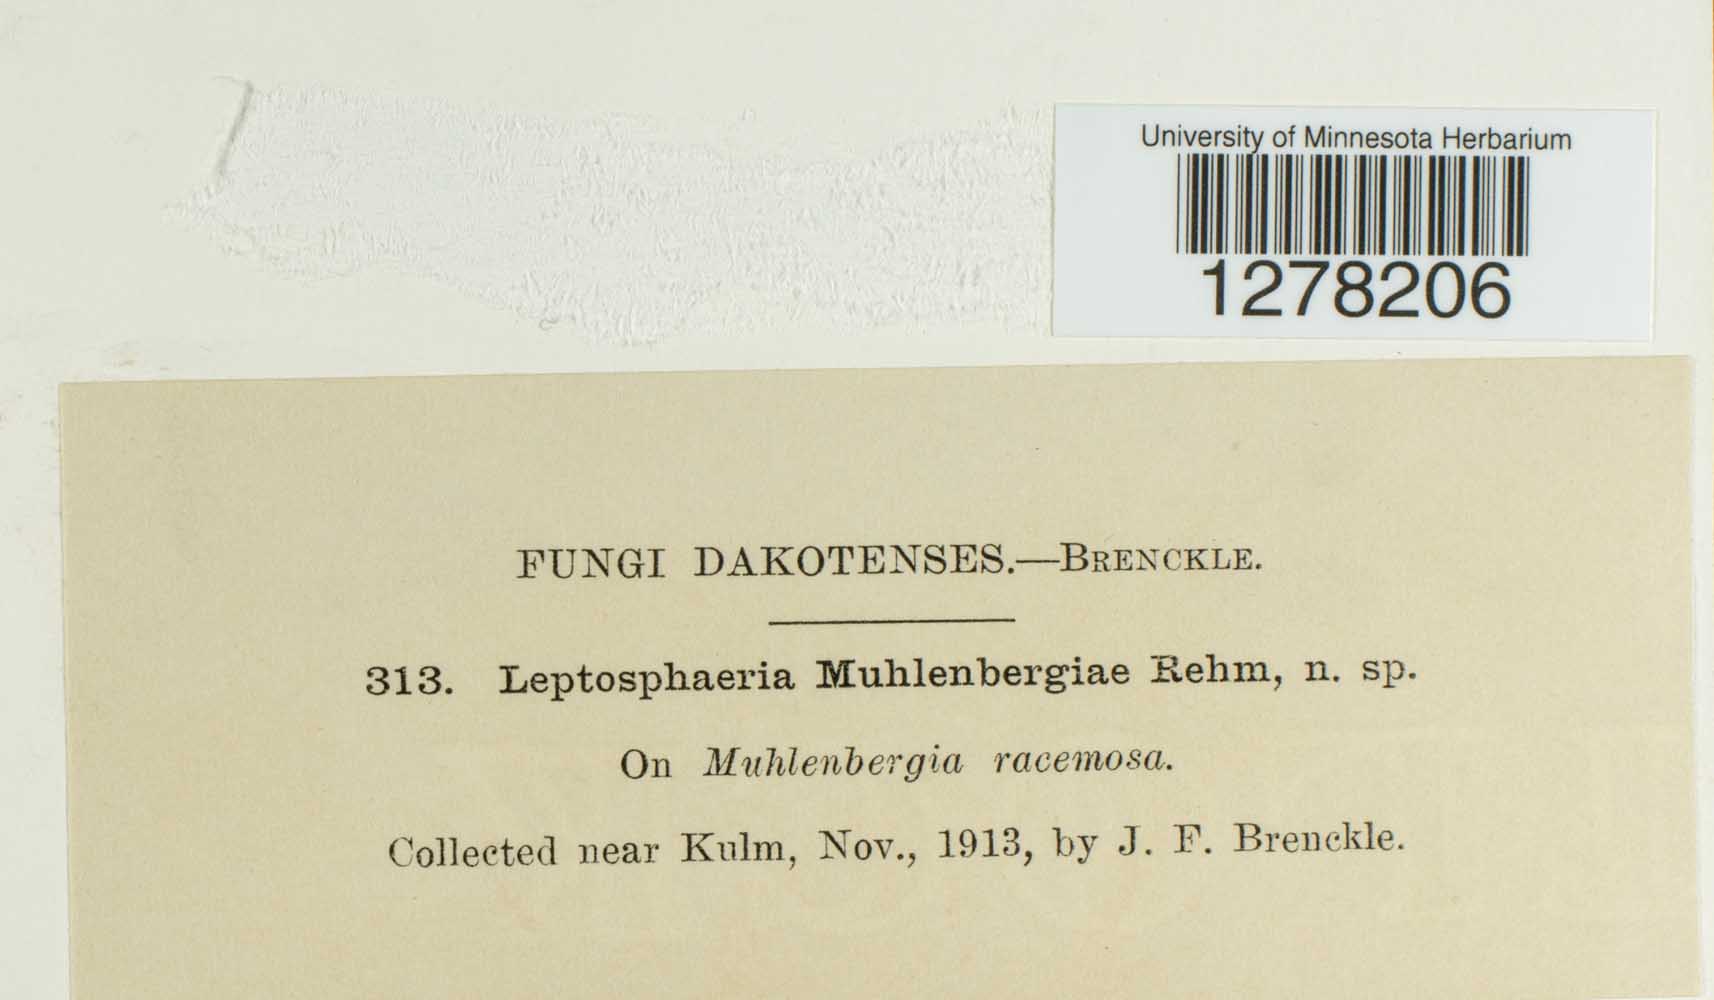 University of Minnesota Herbarium
1278206
FUNGI DAKOTENSES.—BRENCKLE.
313. Leptosphaeria Muhlenbergiae Rehm, n. sp.
On Muhlenbergia racemosa.
Collected near Kulm, Nov., 1913, by J. F. Brenckle.